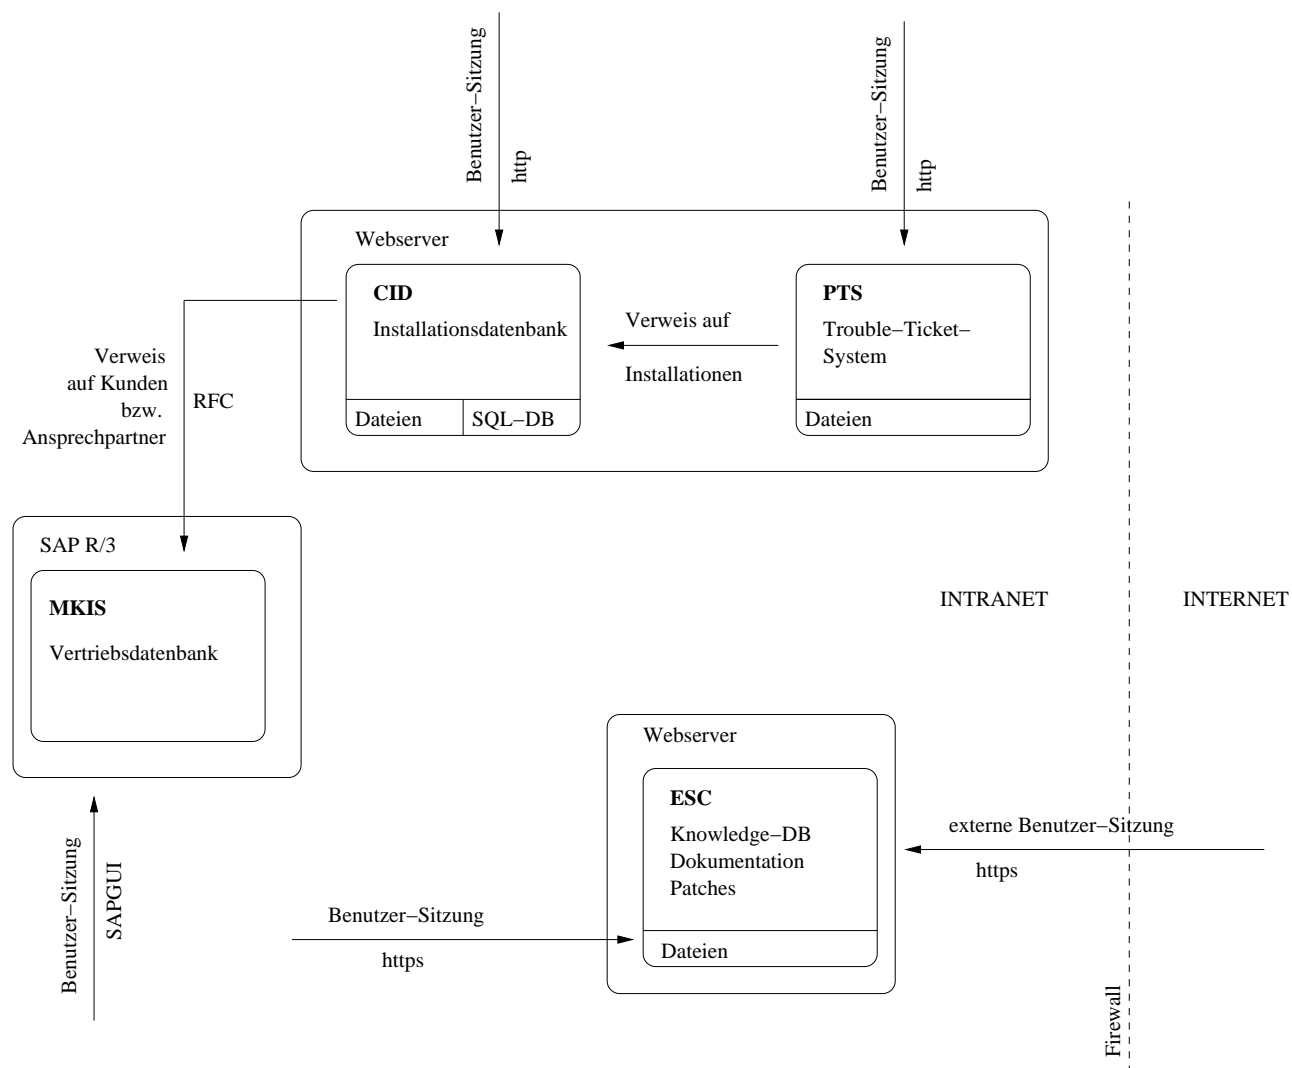 Benutzer−Sitzung
http
Benutzer−Sitzung
http
Webserver
CID
Installationsdatenbank
Dateien
SQL−DB
Verweis auf
Installationen
PTS
Trouble−Ticket−
System
Dateien
Verweis
auf Kunden
bzw.
Ansprechpartner
RFC
SAP R/3
MKIS
Vertriebsdatenbank
INTRANET
INTERNET
Webserver
ESC
Knowledge−DB
Dokumentation
Patches
Dateien
externe Benutzer−Sitzung
https
Benutzer−Sitzung
SAPGUI
Benutzer−Sitzung
https
Firewall